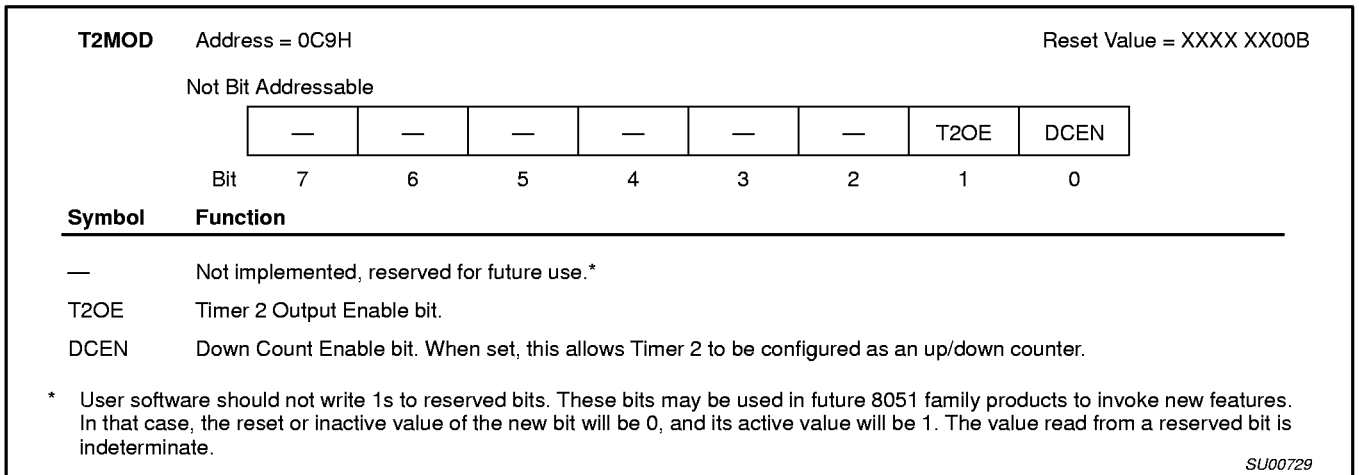 T2MOD Address = 0C9H Reset Value = XXXX XX00B
Not Bit Addressable
— — — — — — T2OE DCEN
Bit 7 6 5 4 3 2 1 0
Symbol Function
— Not implemented, reserved for future use.*
T2OE Timer 2 Output Enable bit.
DCEN Down Count Enable bit. When set, this allows Timer 2 to be configured as an up/down counter.
* User software should not write 1s to reserved bits. These bits may be used in future 8051 family products to invoke new features.
In that case, the reset or inactive value of the new bit will be 0, and its active value will be 1. The value read from a reserved bit is
indeterminate.
SU00729